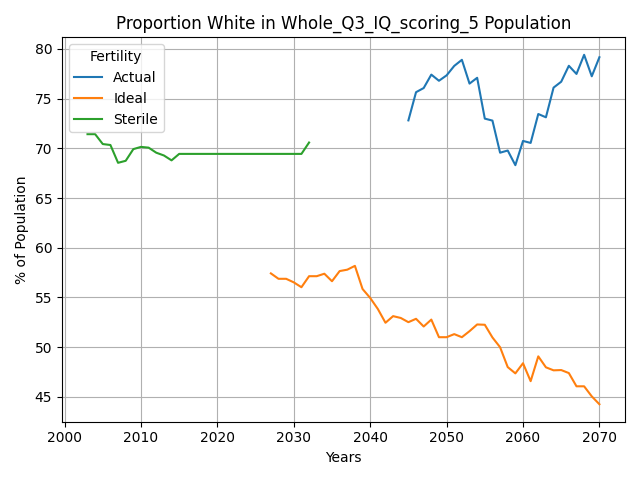 Proportion White in Whole_Q3_IQ_scoring_5 Population
Fertility
Actual
Ideal
Sterile
% of Population
80
75
70
65
60
55
50
45
2000
2010
2020
2030
2040
2050
2060
2070
Years